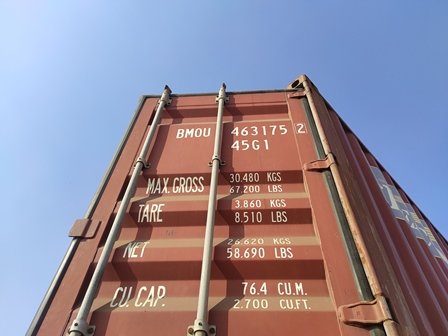 BMOU 463175 2
45G1
MAX. GROSS 30.480 KGS
67.200 LBS
TARE 3.860 KGS
8.510 LBS
NET 26.620 KGS
58.690 LBS
CU. CAP. 76.4 CU.M.
2.700 CU.FT.